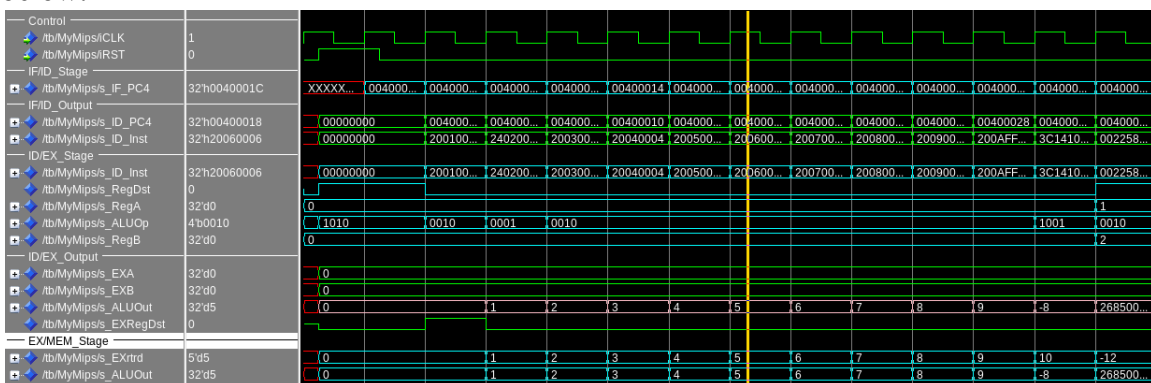 Control
/tb/MyMips/iCLK 1
/tb/MyMips/iRST 0
IF/ID_Stage
/tb/MyMips/s_IF_PC4 32'h0040001C XXXXX... 004000... 004000... 004000... 004000... 00400014 004000... 004000... 004000... 004000... 004000... 004000... 004000... 004000...
IF/ID_Output
/tb/MyMips/s_ID_PC4 32'h00400018 00000000 004000... 004000... 004000... 00400010 004000... 004000... 004000... 004000... 004000... 00400028 004000... 004000...
/tb/MyMips/s_ID_Inst 32'h20060006 00000000 200100... 240200... 200300... 20040004 200500... 200600... 200700... 200800... 200900... 200AFF... 3C1410... 002258...
ID/EX_Stage
/tb/MyMips/s_ID_Inst 32'h20060006 00000000 200100... 240200... 200300... 20040004 200500... 200600... 200700... 200800... 200900... 200AFF... 3C1410... 002258...
/tb/MyMips/s_RegDst 0
/tb/MyMips/s_RegA 32'd0 0 1
/tb/MyMips/s_ALUOp 4'b0010 1010 0010 0001 0010 1001 0010
/tb/MyMips/s_RegB 32'd0 0 2
ID/EX_Output
/tb/MyMips/s_EXA 32'd0 0
/tb/MyMips/s_EXB 32'd0 0
/tb/MyMips/s_ALUOut 32'd5 0 1 2 3 4 5 6 7 8 9 -8 268500...
/tb/MyMips/s_EXRegDst 0
EX/MEM_Stage
/tb/MyMips/s_EXrtrd 5'd5 0 1 2 3 4 5 6 7 8 9 10 -12
/tb/MyMips/s_ALUOut 32'd5 0 1 2 3 4 5 6 7 8 9 -8 268500...